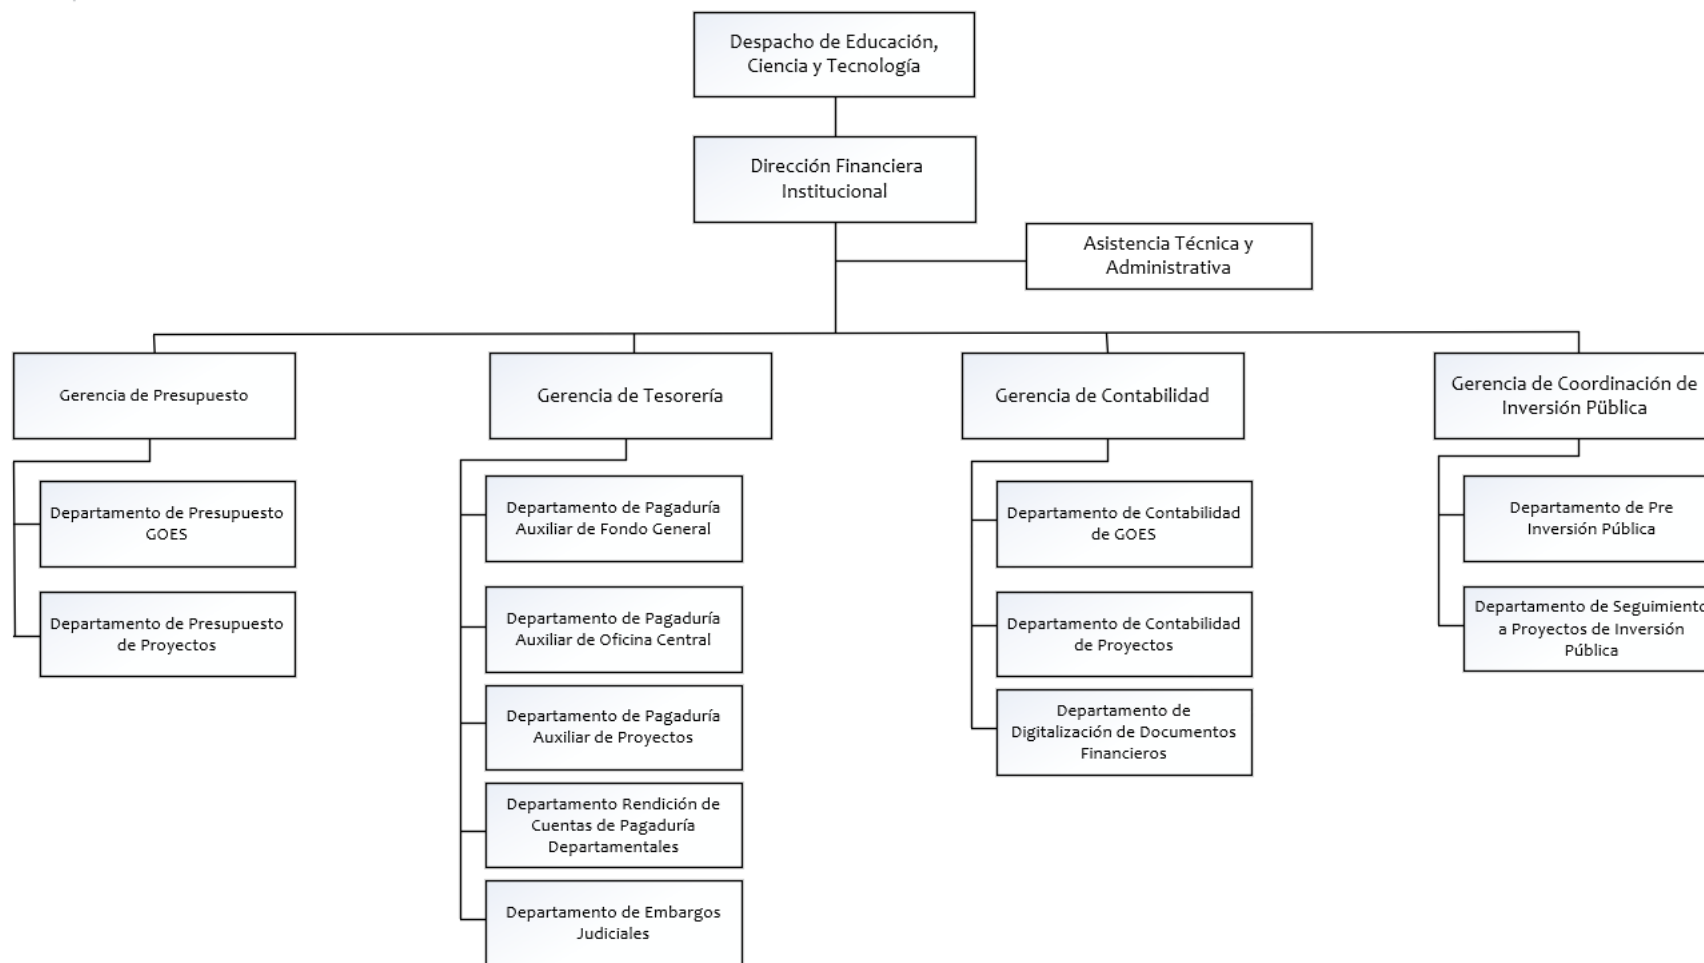 Despacho de Educación,
Ciencia y Tecnología
Dirección Financiera
Institucional
Asistencia Técnica y
Administrativa
Gerencia de Presupuesto
Departamento de Presupuesto
GOES
Departamento de Presupuesto
de Proyectos
Gerencia de Tesorería
Departamento de Pagaduría
Auxiliar de Fondo General
Departamento de Pagaduría
Auxiliar de Oficina Central
Departamento de Pagaduría
Auxiliar de Proyectos
Departamento Rendición de
Cuentas de Pagaduría
Departamentales
Departamento de Embargos
Judiciales
Gerencia de Contabilidad
Departamento de Contabilidad
de GOES
Departamento de Contabilidad
de Proyectos
Departamento de
Digitalización de Documentos
Financieros
Gerencia de Coordinación de
Inversión Püblica
Departamento de Pre
Inversión Pública
Departamento de Seguimiento
a Proyectos de Inversión
Pública